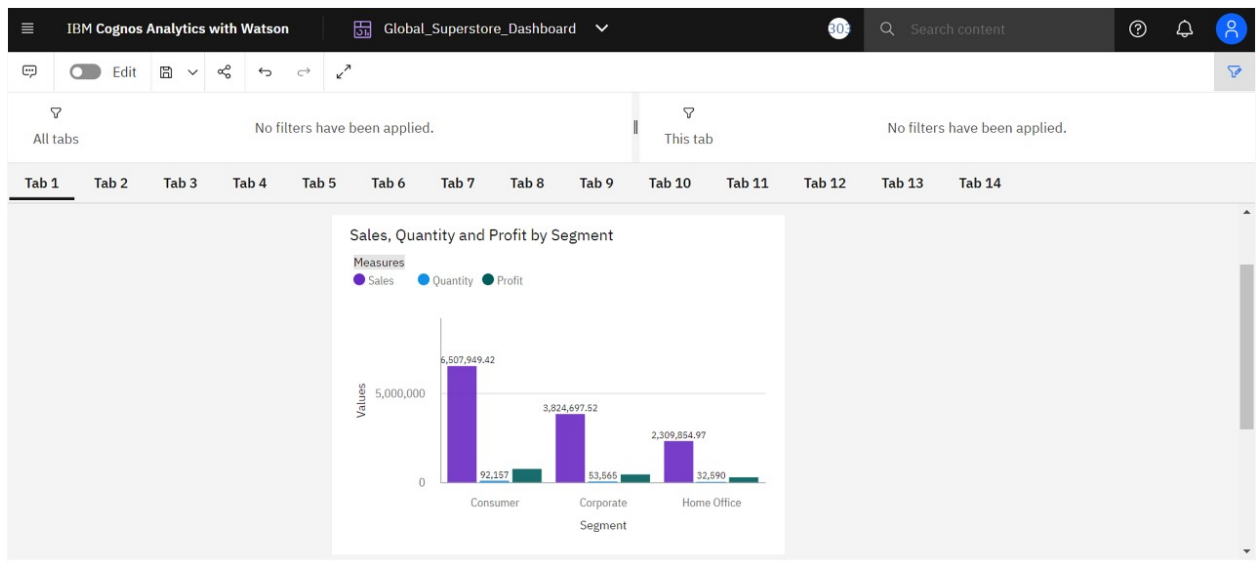 IBM Cognos Analytics with Watson Global_Superstore_Dashboard 303 Search content
Edit
All tabs No filters have been applied. This tab No filters have been applied.
Tab 1 Tab 2 Tab 3 Tab 4 Tab 5 Tab 6 Tab 7 Tab 8 Tab 9 Tab 10 Tab 11 Tab 12 Tab 13 Tab 14
Sales, Quantity and Profit by Segment
Measures
Sales Quantity Profit
6,507,949.42
5,000,000
3,824,697.52
2,309,854.97
Values
92,157 53,565 32,590
0
Consumer Corporate Home Office
Segment